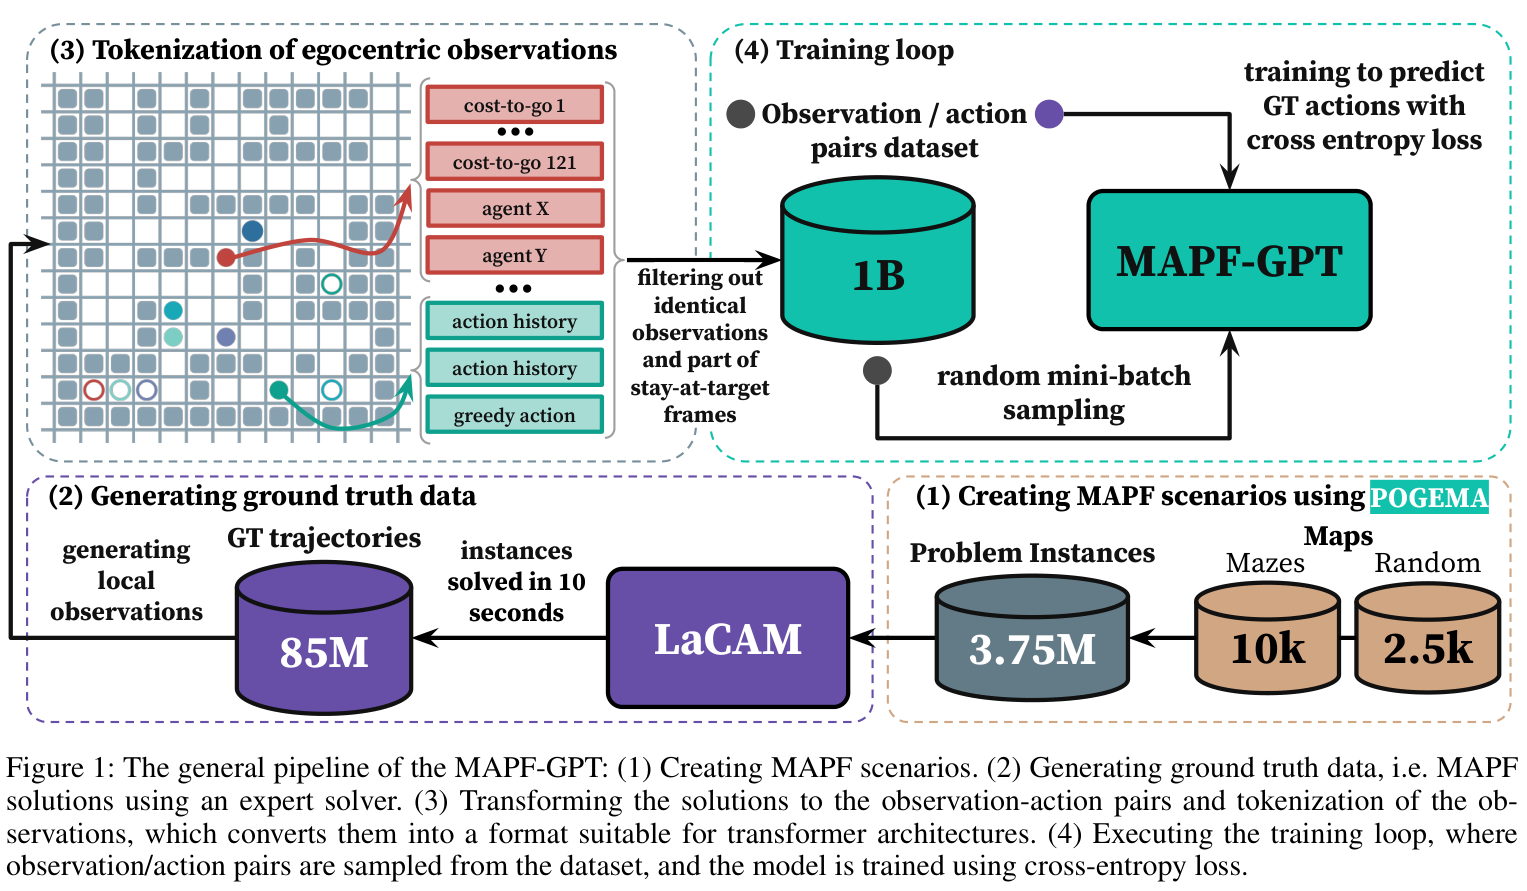 (3) Tokenization of egocentric observations
cost-to-go 1
•••
cost-to-go 121
agent X
agent Y
•••
action history
action history
greedy action
filtering out
identical
observations
and part of
stay-at-target
frames
(4) Training loop
Observation / action
pairs dataset
1B
training to predict
GT actions with
cross entropy loss
MAPF-GPT
random mini-batch
sampling
(2) Generating ground truth data
generating
local
observations
GT trajectories
85M
instances
solved in 10
seconds
LaCAM
(1) Creating MAPF scenarios using POGEMA
Maps
Problem Instances
3.75M
Mazes
10k
Random
2.5k
Figure 1: The general pipeline of the MAPF-GPT: (1) Creating MAPF scenarios. (2) Generating ground truth data, i.e. MAPF
solutions using an expert solver. (3) Transforming the solutions to the observation-action pairs and tokenization of the ob-
servations, which converts them into a format suitable for transformer architectures. (4) Executing the training loop, where
observation/action pairs are sampled from the dataset, and the model is trained using cross-entropy loss.